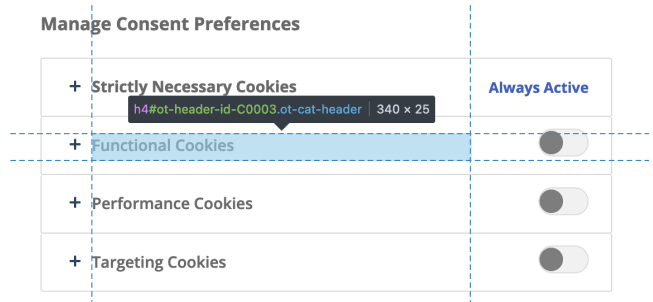 Manage Consent Preferences
+ Strictly Necessary Cookies Always Active
h4#ot-header-id-C0003.ot-cat-header 340 × 25
+ Functional Cookies
+ Performance Cookies
+ Targeting Cookies